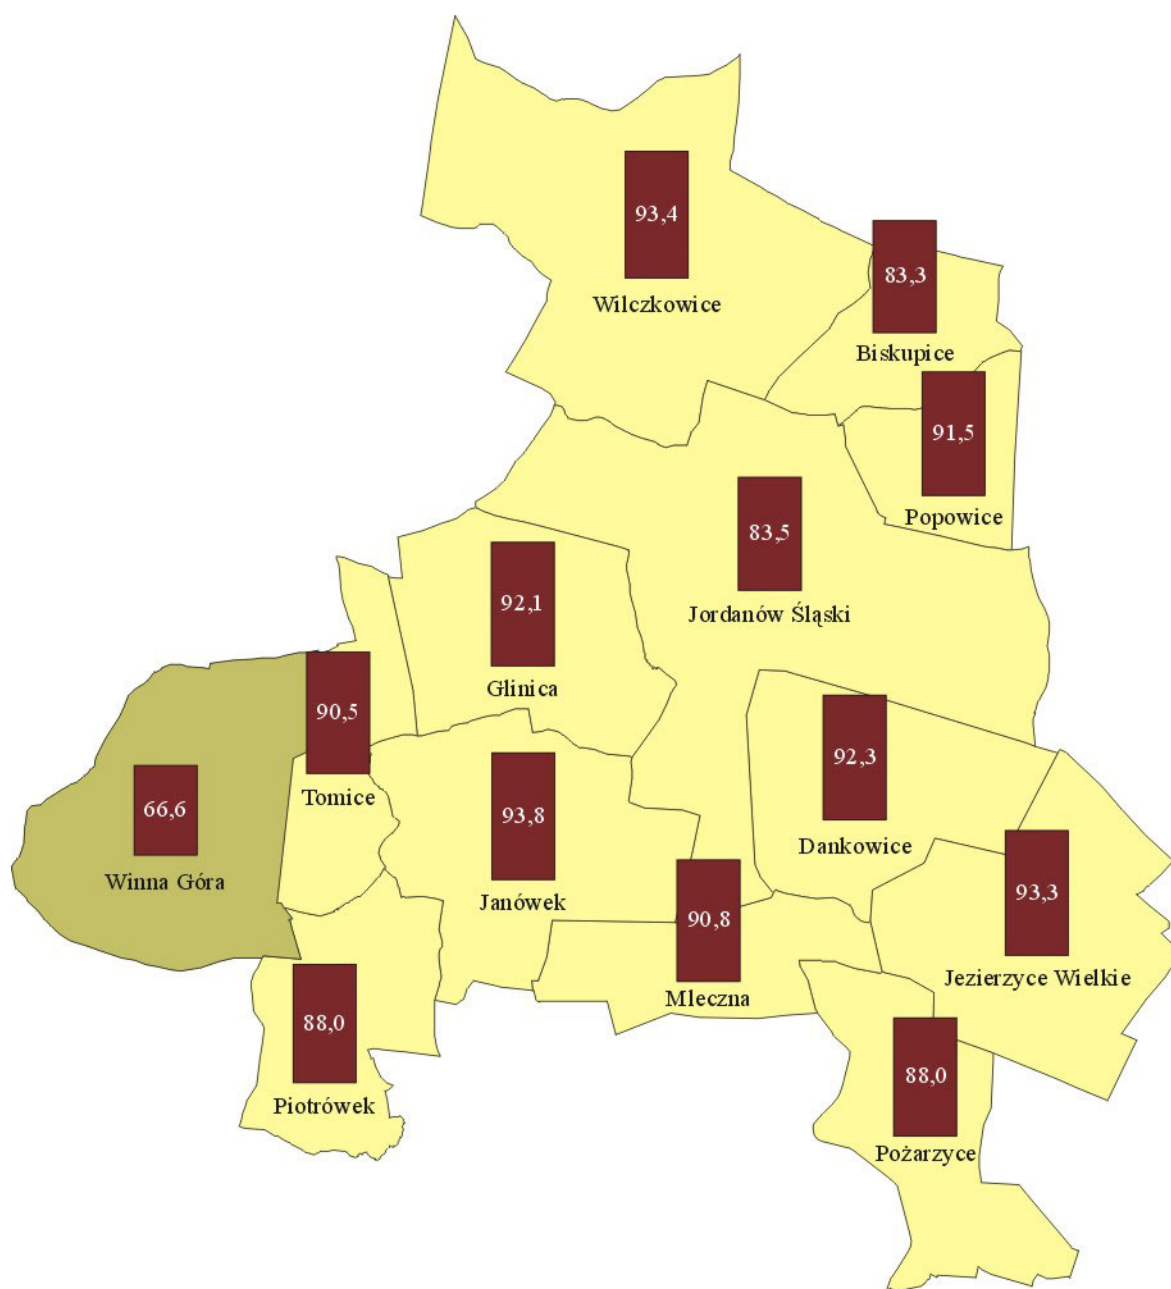 93,4
Wilczkowice
83,3
Biskupice
91,5
Popowice
83,5
Jordanów Śląski
92,1
Glinica
90,5
Tomice
66,6
Winna Góra
93,8
Janówek
92,3
Dankowice
90,8
Mleczna
93,3
Jezierzyce Wielkie
88,0
Piotrówek
88,0
Pożarzyce